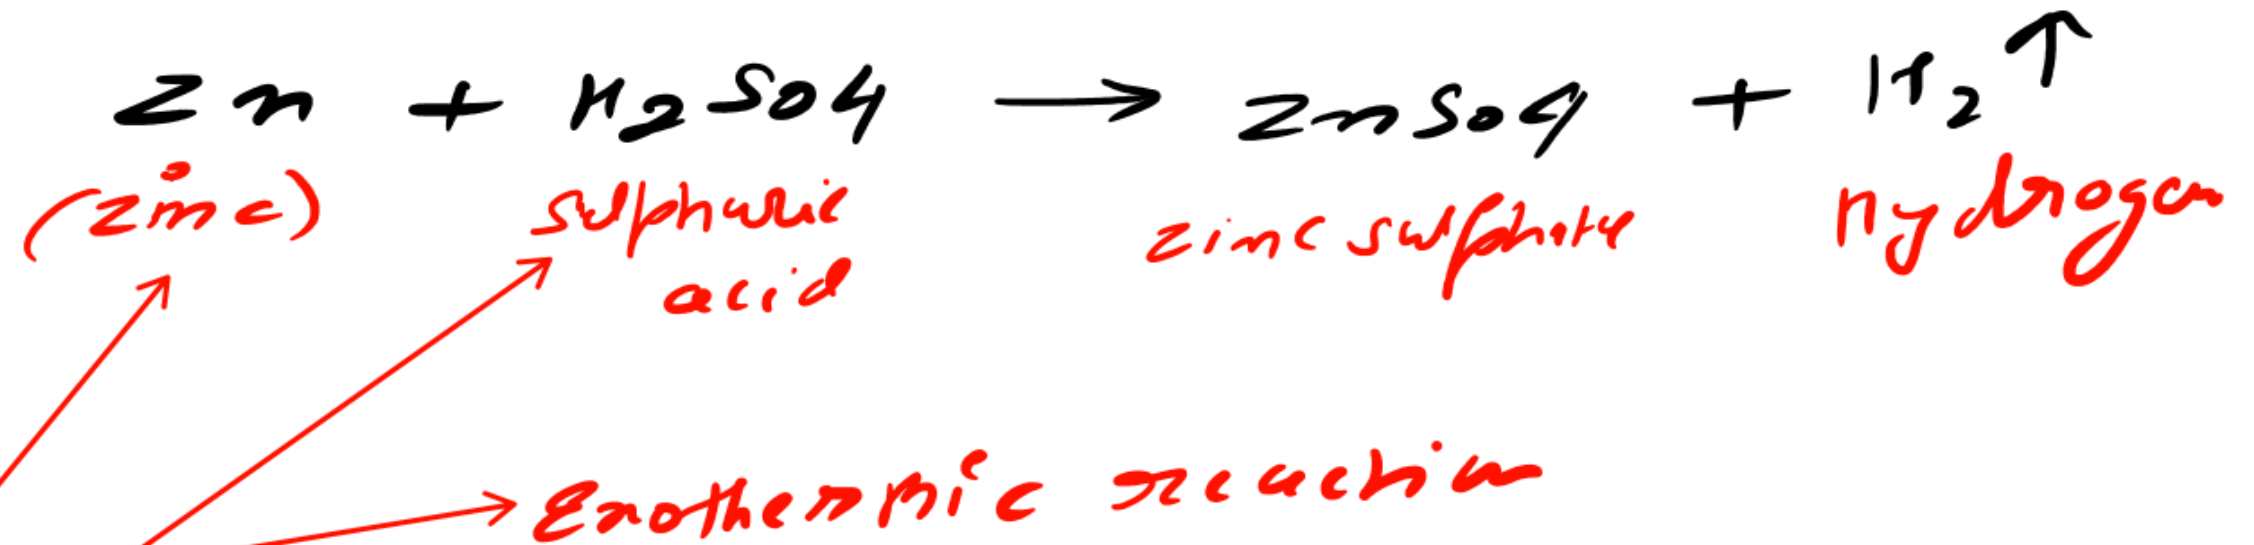 Zn + H2SO4 → ZnSO4 + H2↑
(zinc) sulphuric zinc sulphate Hydrogen
acid
Exothermic reaction